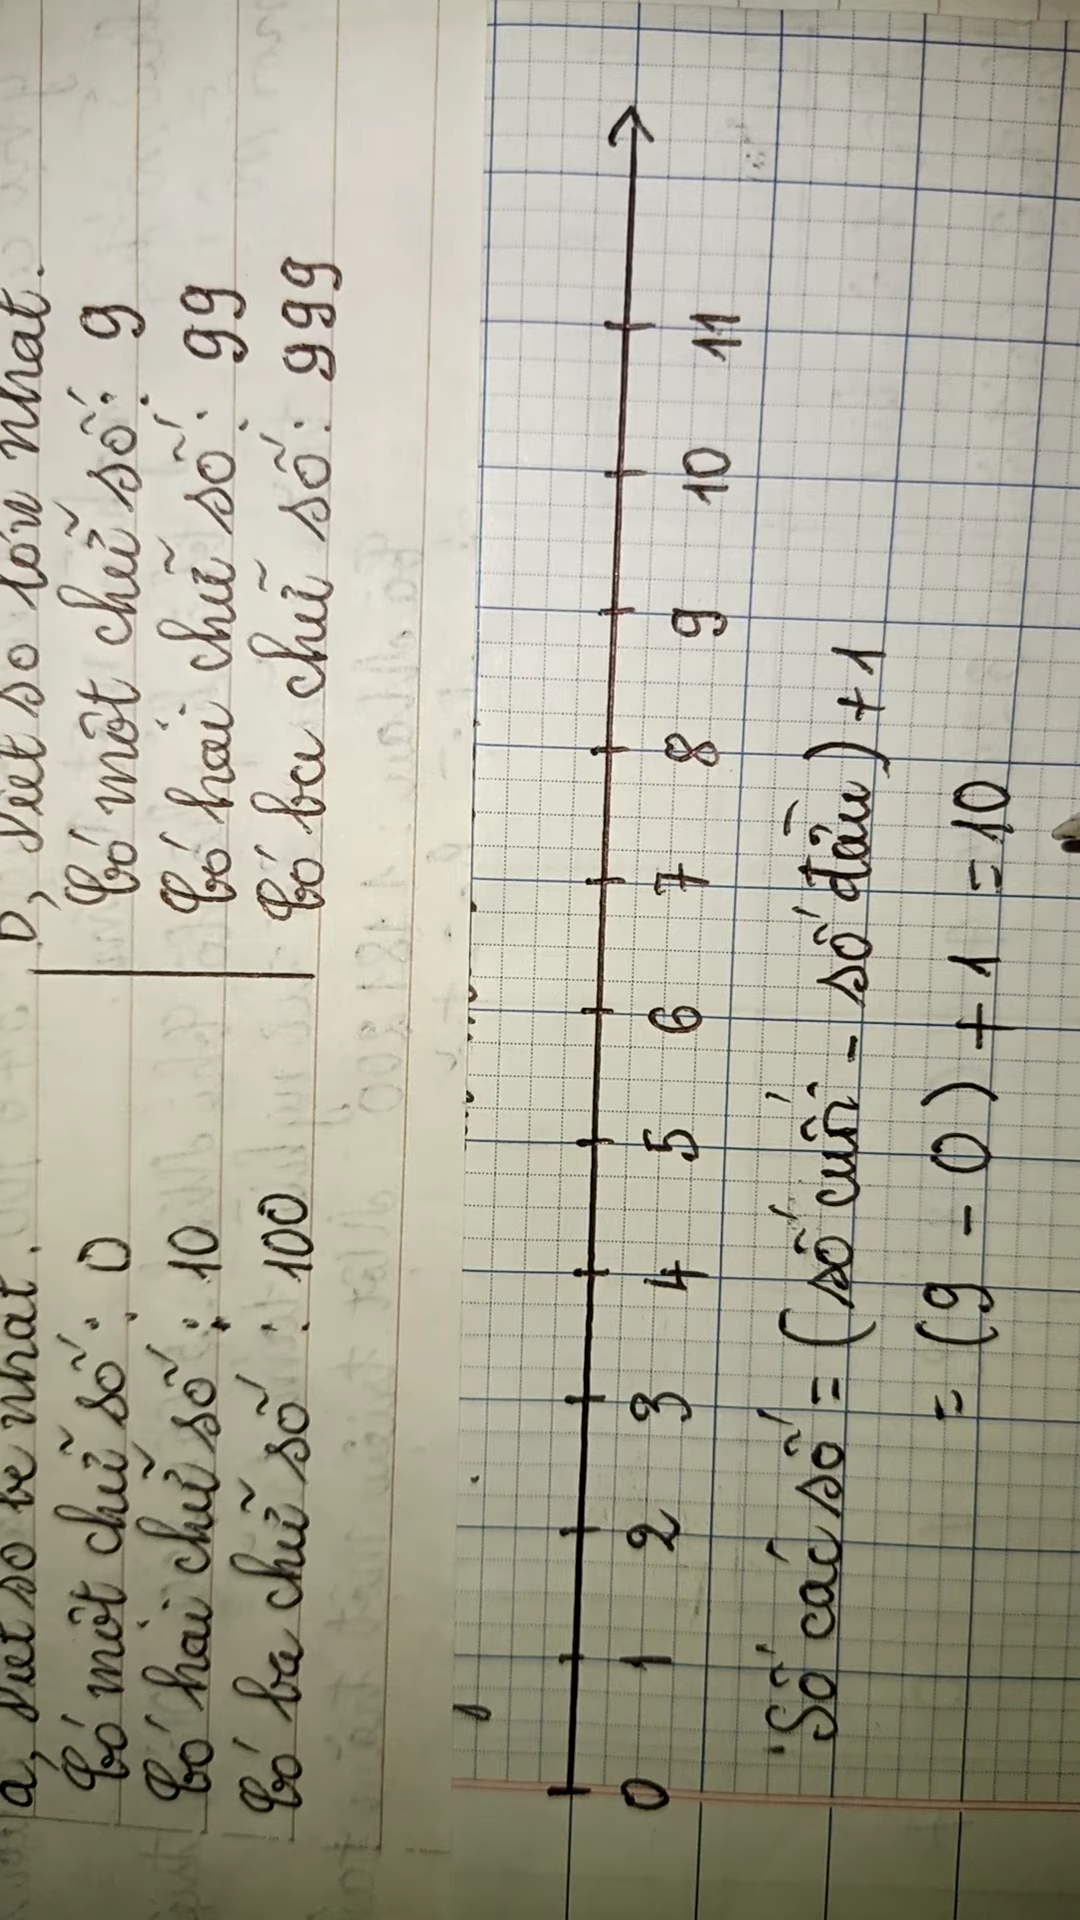 a, Viết số bé nhất.
Có một chữ số: 0
Có hai chữ số: 10
Có ba chữ số: 100
b, Viết số lớn nhất.
Có một chữ số: 9
Có hai chữ số: 99
Có ba chữ số: 999
0 1 2 3 4 5 6 7 8 9 10 11
Số các số = (số cuối - số đầu) + 1
= (9 - 0) + 1 = 10